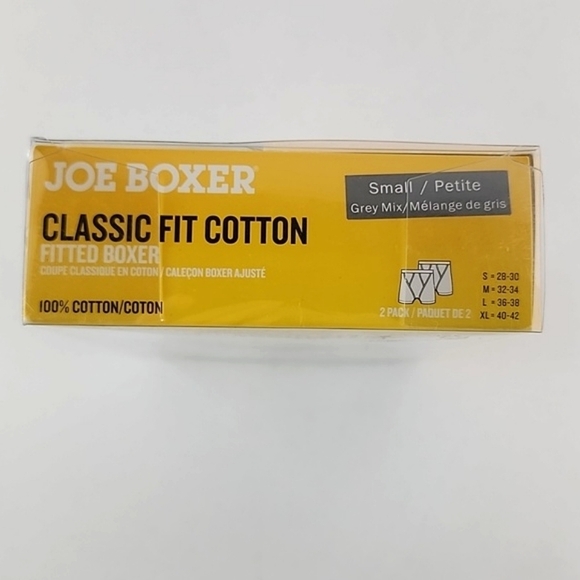 JOE BOXER
Small / Petite
Grey Mix/Mélange de gris
CLASSIC FIT COTTON
FITTED BOXER
COUPE CLASSIQUE EN COTON / CALEÇON BOXER AJUSTÉ
100% COTTON/COTON
2 PACK / PAQUET DE 2
S = 28-30
M = 32-34
L = 36-38
XL = 40-42